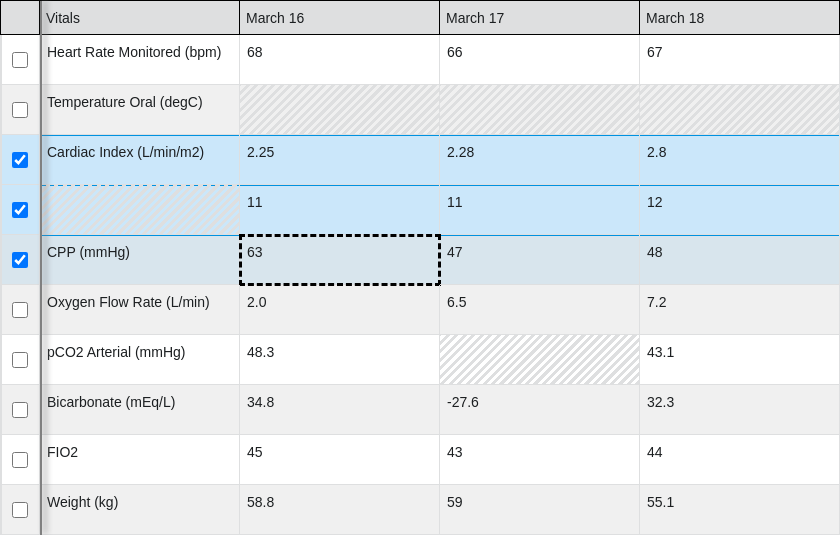 Vitals March 16 March 17 March 18
Heart Rate Monitored (bpm) 68 66 67
Temperature Oral (degC)
Cardiac Index (L/min/m2) 2.25 2.28 2.8
11 11 12
CPP (mmHg) 63 47 48
Oxygen Flow Rate (L/min) 2.0 6.5 7.2
pCO2 Arterial (mmHg) 48.3 43.1
Bicarbonate (mEq/L) 34.8 -27.6 32.3
FIO2 45 43 44
Weight (kg) 58.8 59 55.1